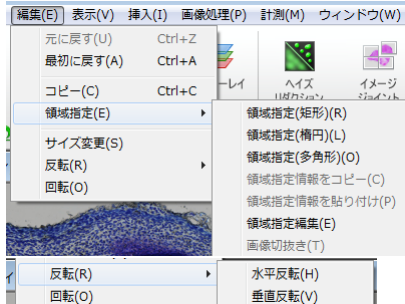 編集(E) 表示(V) 挿入(I) 画像処理(P) 計測(M) ウィンドウ(W)
元に戻す(U) Ctrl+Z
最初に戻す(A) Ctrl+A
コピー(C) Ctrl+C
領域指定(E)
サイズ変更(S)
反転(R)
回転(O)
ーレイ
ヘイズ
リダクション
イメージ
ジョイント
領域指定(矩形)(R)
領域指定(楕円)(L)
領域指定(多角形)(O)
領域指定情報をコピー(C)
領域指定情報を貼り付け(P)
領域指定編集(E)
画像切抜き(T)
反転(R)
回転(O)
水平反転(H)
垂直反転(V)